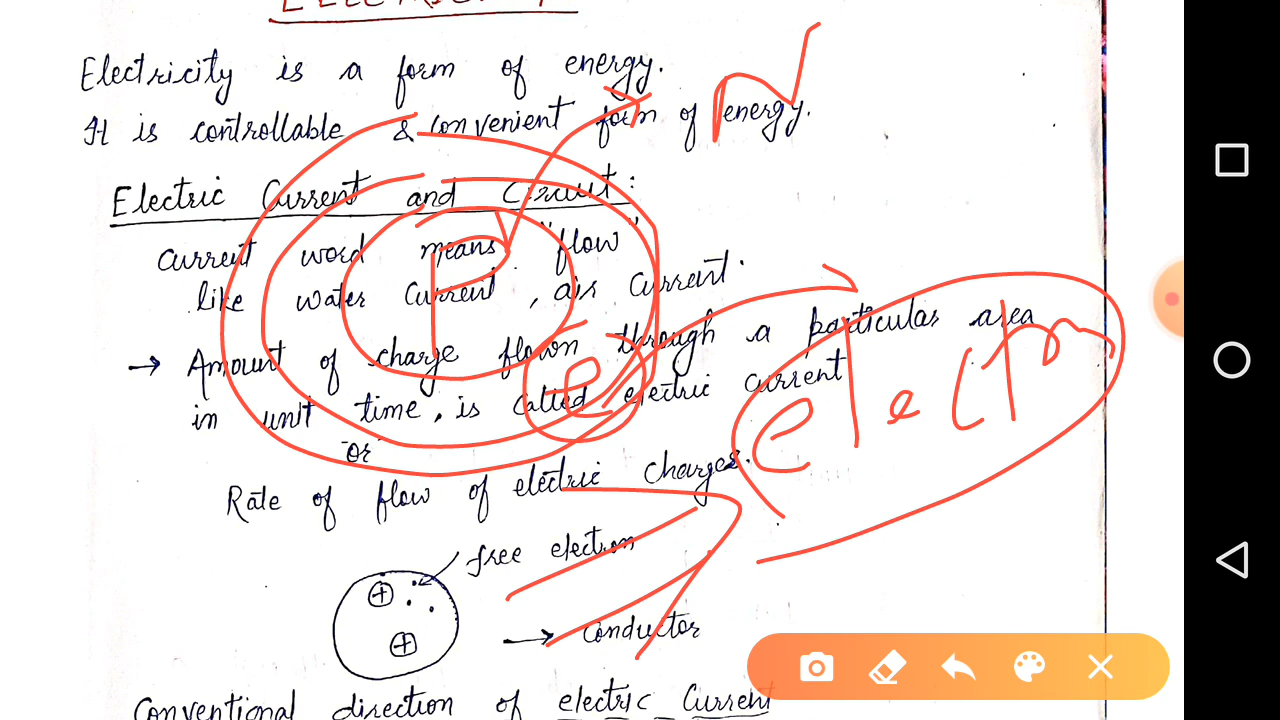 Electricity is a form of energy.
It is controllable & convenient form of energy.
Electric Current and Circuit :
Current word means "flow"
like water current, air current.
→ Amount of charge flown through a particular area
in unit time, is called electric current
or
Rate of flow of electric charges.
free electron
+
+
→ Conductor
Conventional direction of electric Current
P
N
e
electrn